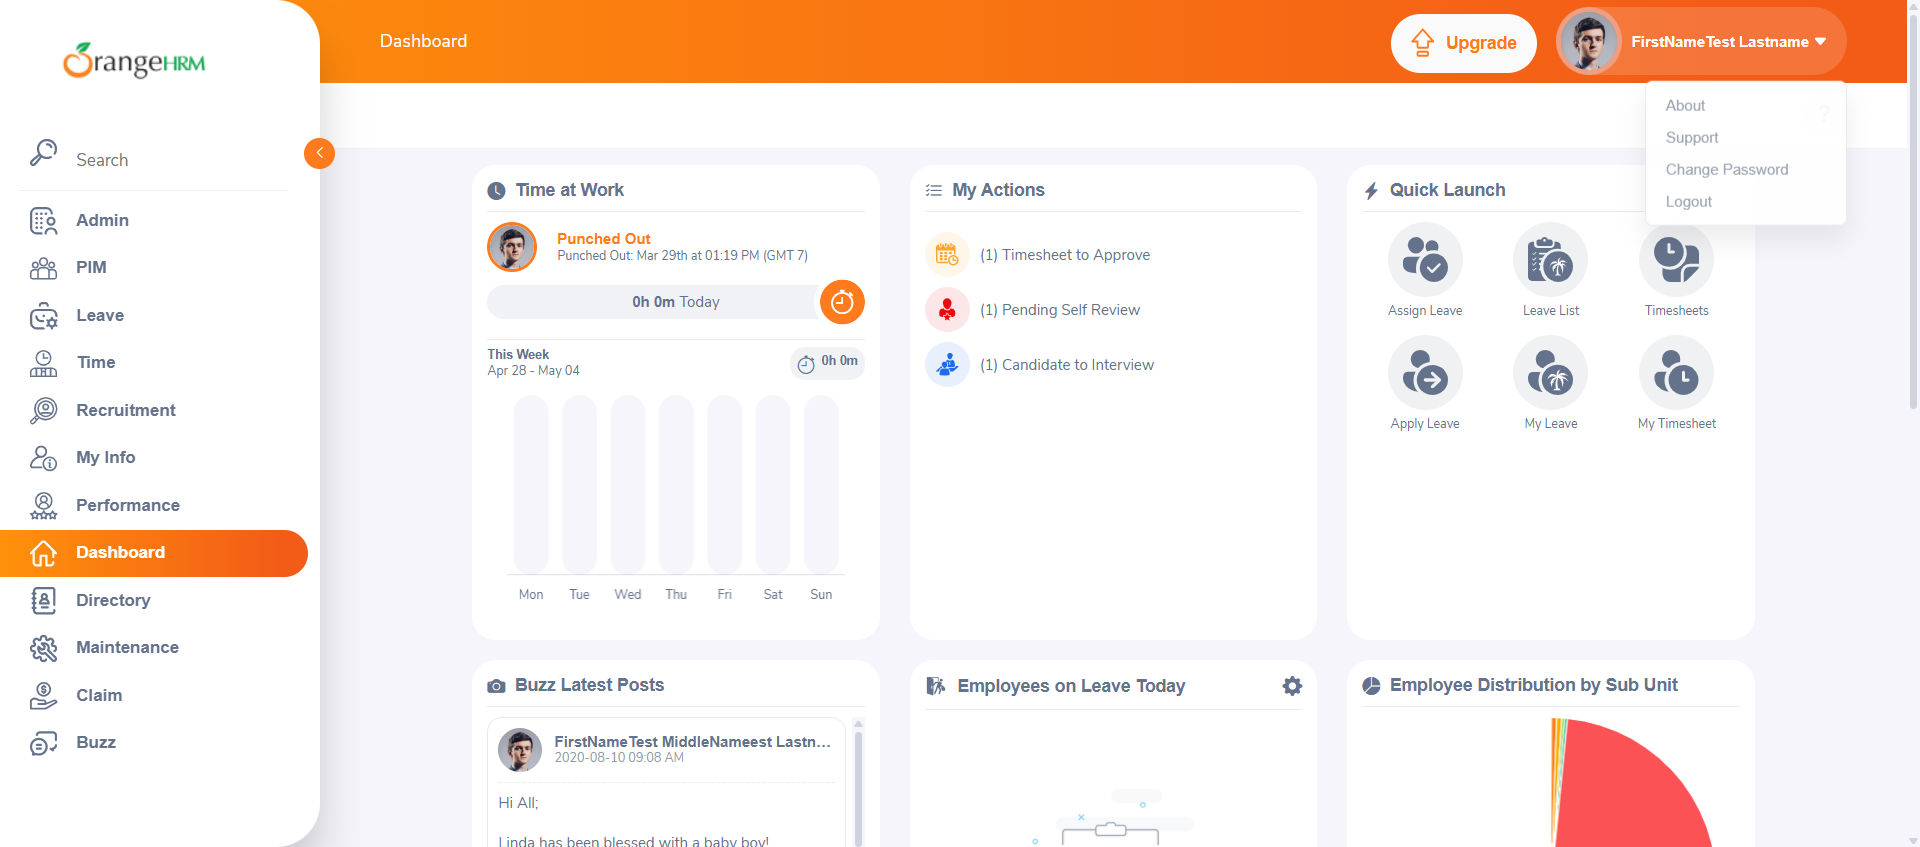 OrangeHRM
Dashboard
Upgrade
FirstNameTest Lastname
About
Support
Change Password
Logout
?
Search
Admin
PIM
Leave
Time
Recruitment
My Info
Performance
Dashboard
Directory
Maintenance
Claim
Buzz
Time at Work
Punched Out
Punched Out: Mar 29th at 01:19 PM (GMT 7)
0h 0m Today
This Week
Apr 28 - May 04
0h 0m
Mon Tue Wed Thu Fri Sat Sun
My Actions
(1) Timesheet to Approve
(1) Pending Self Review
(1) Candidate to Interview
Quick Launch
Assign Leave
Leave List
Timesheets
Apply Leave
My Leave
My Timesheet
Buzz Latest Posts
FirstNameTest MiddleNameest Lastn...
2020-08-10 09:08 AM
Hi All;
Linda has been blessed with a baby boy!
Employees on Leave Today
Employee Distribution by Sub Unit